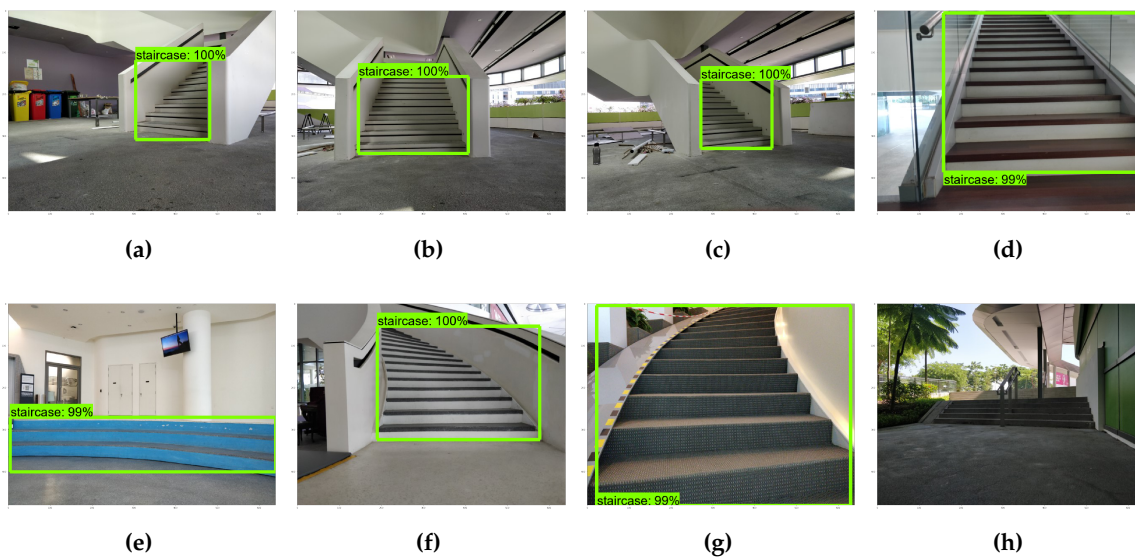 staircase: 100%
staircase: 100%
staircase: 100%
staircase: 99%
(a)
(b)
(c)
(d)
staircase: 99%
staircase: 100%
staircase: 99%
(e)
(f)
(g)
(h)